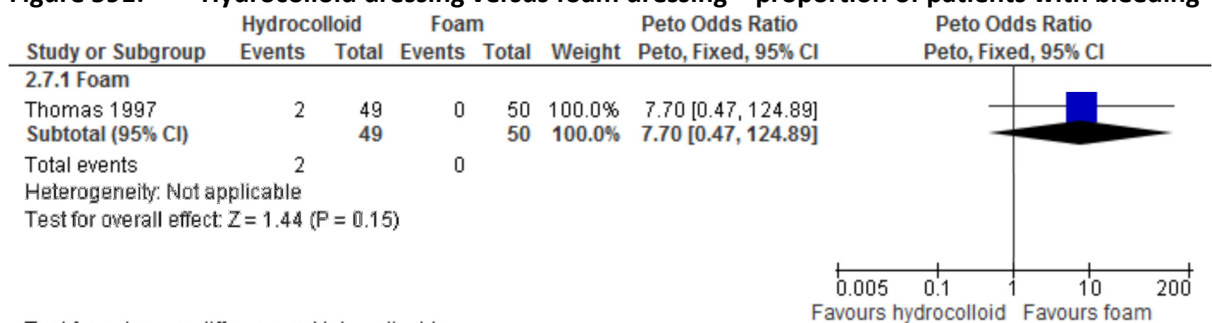 Hydrocolloid dressing versus foam dressing – proportion of patients with bleeding
Hydrocolloid Foam Peto Odds Ratio Peto Odds Ratio
Study or Subgroup Events Total Events Total Weight Peto, Fixed, 95% CI Peto, Fixed, 95% CI
2.7.1 Foam
Thomas 1997 2 49 0 50 100.0% 7.70 [0.47, 124.89]
Subtotal (95% CI) 49 50 100.0% 7.70 [0.47, 124.89]
Total events 2 0
Heterogeneity: Not applicable
Test for overall effect: Z = 1.44 (P = 0.15)
0.005 0.1 1 10 200
Favours hydrocolloid Favours foam